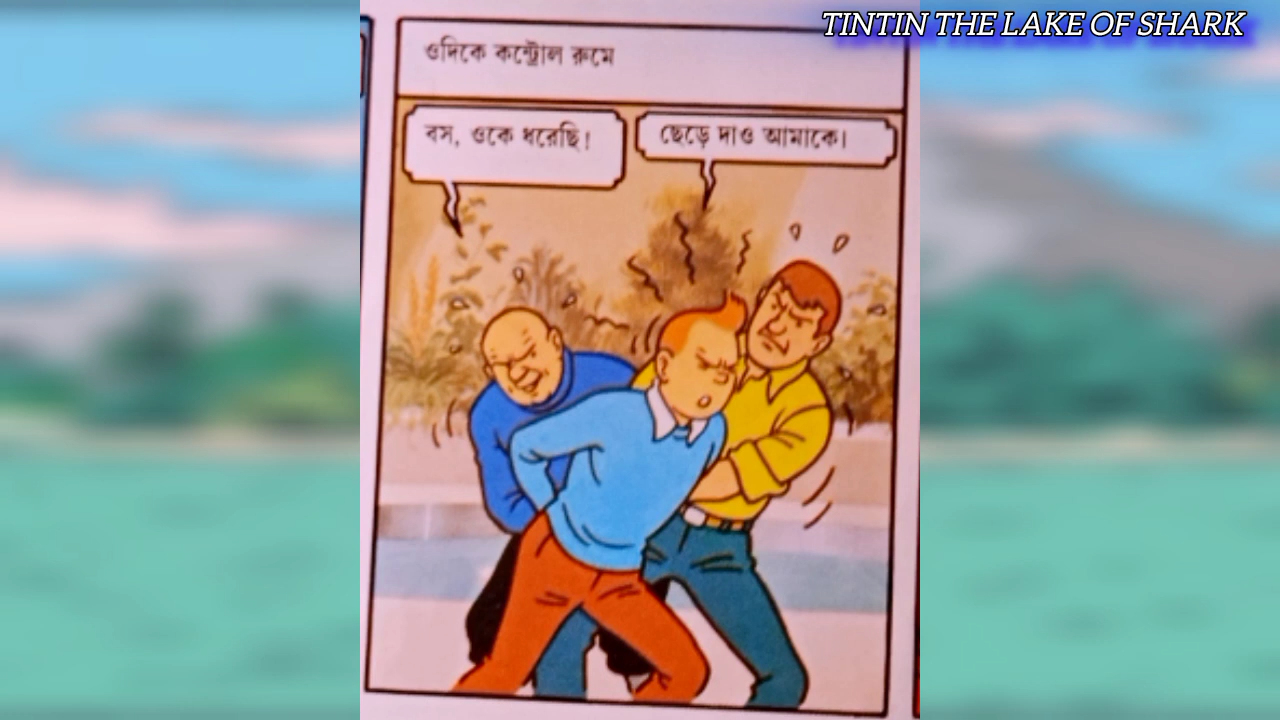 TINTIN THE LAKE OF SHARK
ওদিকে কন্ট্রোল রুমে
বস, ওকে ধরেছি!
ছেড়ে দাও আমাকে।